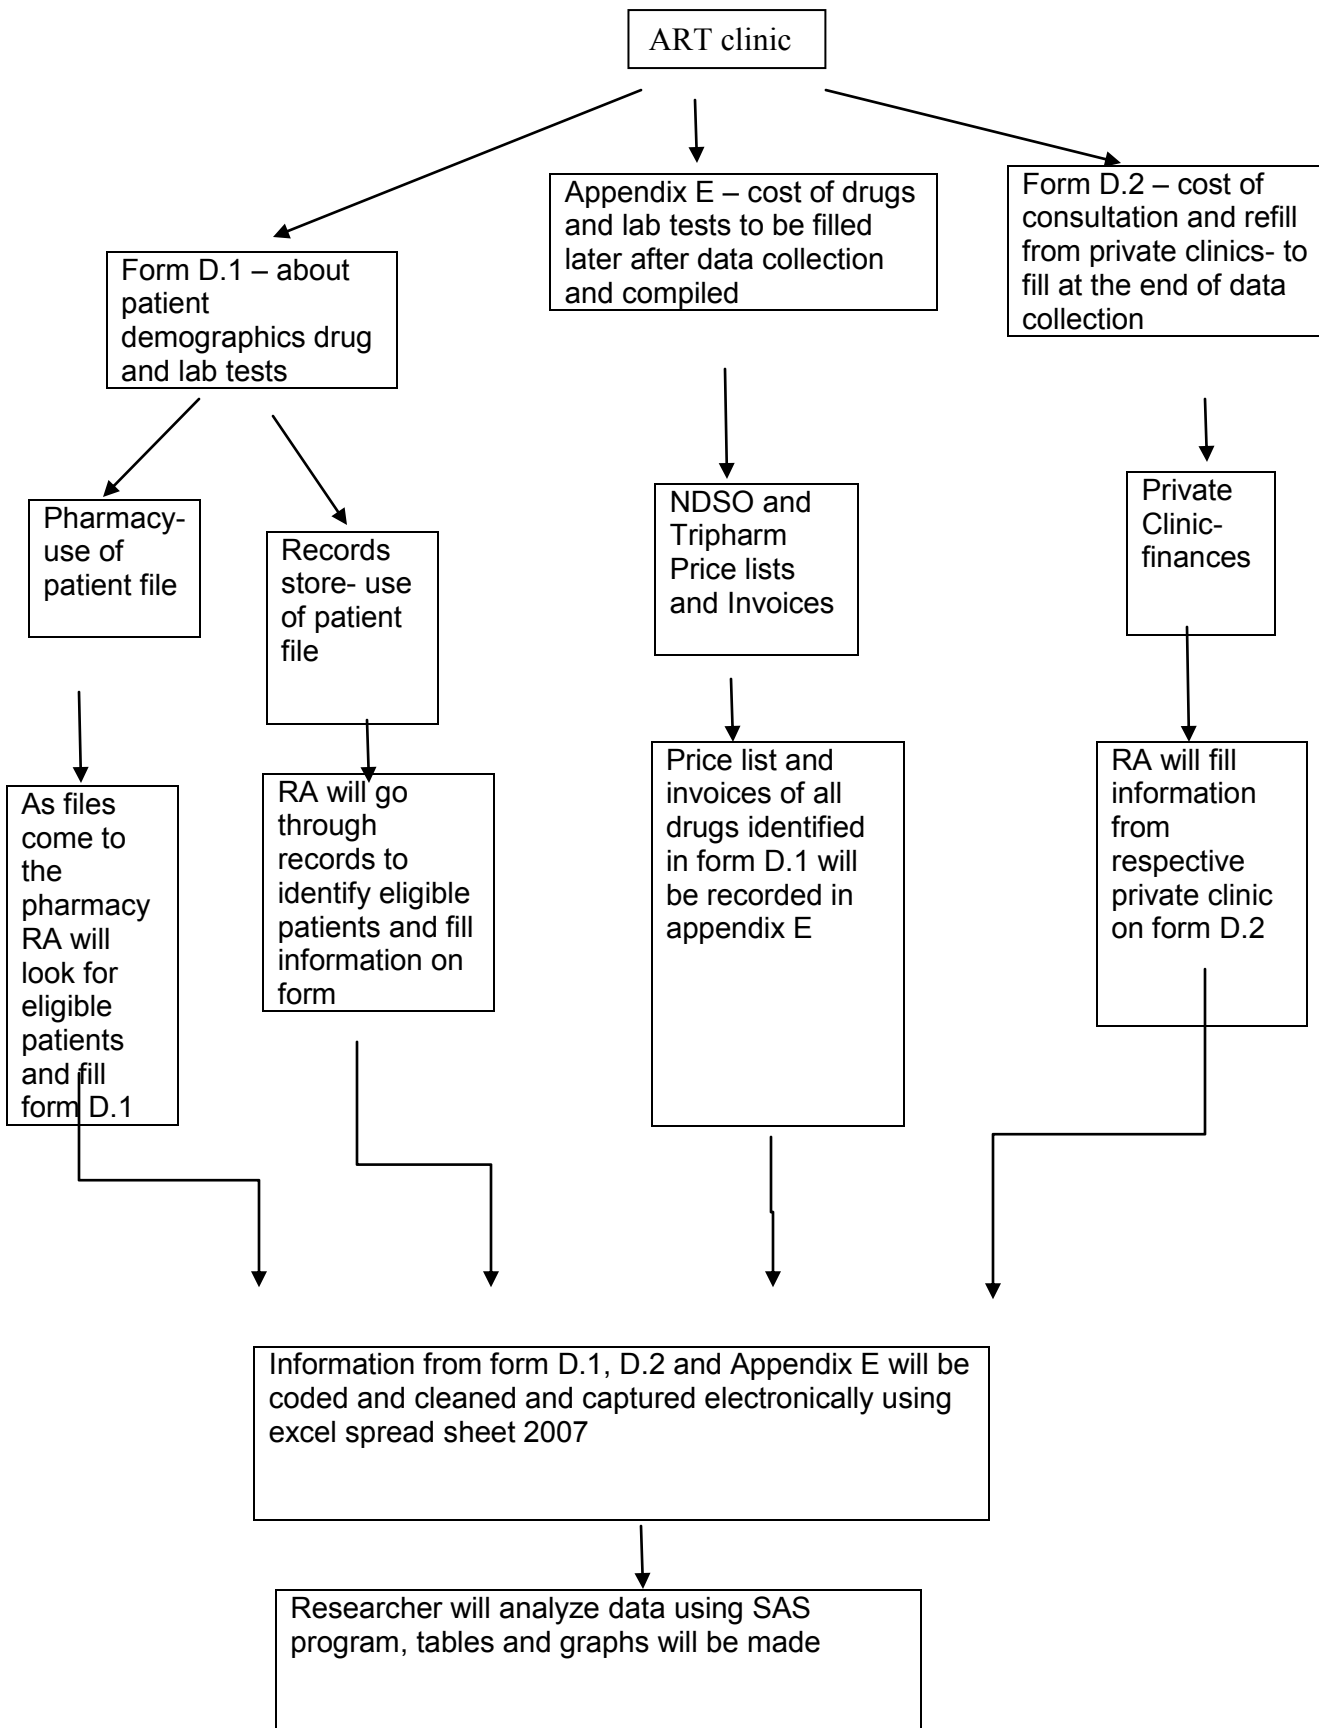 ART clinic
Form D.1 – about
patient
demographics drug
and lab tests
Appendix E – cost of drugs
and lab tests to be filled
later after data collection
and compiled
Form D.2 – cost of
consultation and refill
from private clinics- to
fill at the end of data
collection
Pharmacy-
use of
patient file
Records
store- use
of patient
file
NDSO and
Tripharm
Price lists
and Invoices
Private
Clinic-
finances
As files
come to
the
pharmacy
RA will
look for
eligible
patients
and fill
form D.1
RA will go
through
records to
identify eligible
patients and fill
information on
form
Price list and
invoices of all
drugs identified
in form D.1 will
be recorded in
appendix E
RA will fill
information
from
respective
private clinic
on form D.2
Information from form D.1, D.2 and Appendix E will be
coded and cleaned and captured electronically using
excel spread sheet 2007
Researcher will analyze data using SAS
program, tables and graphs will be made